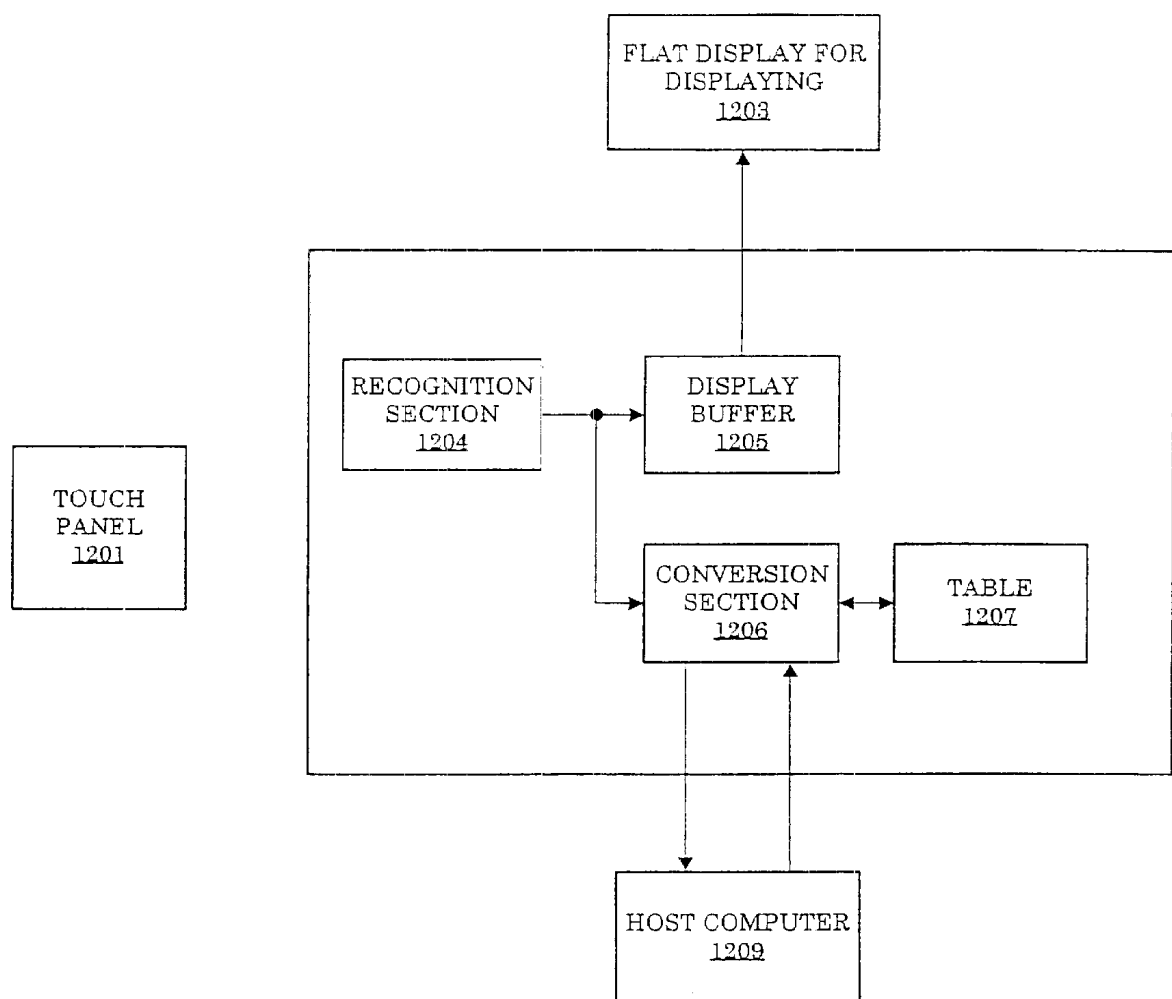 FLAT DISPLAY FOR
DISPLAYING
1203
RECOGNITION
SECTION
1204
DISPLAY
BUFFER
1205
TOUCH
PANEL
1201
CONVERSION
SECTION
1206
TABLE
1207
HOST COMPUTER
1209